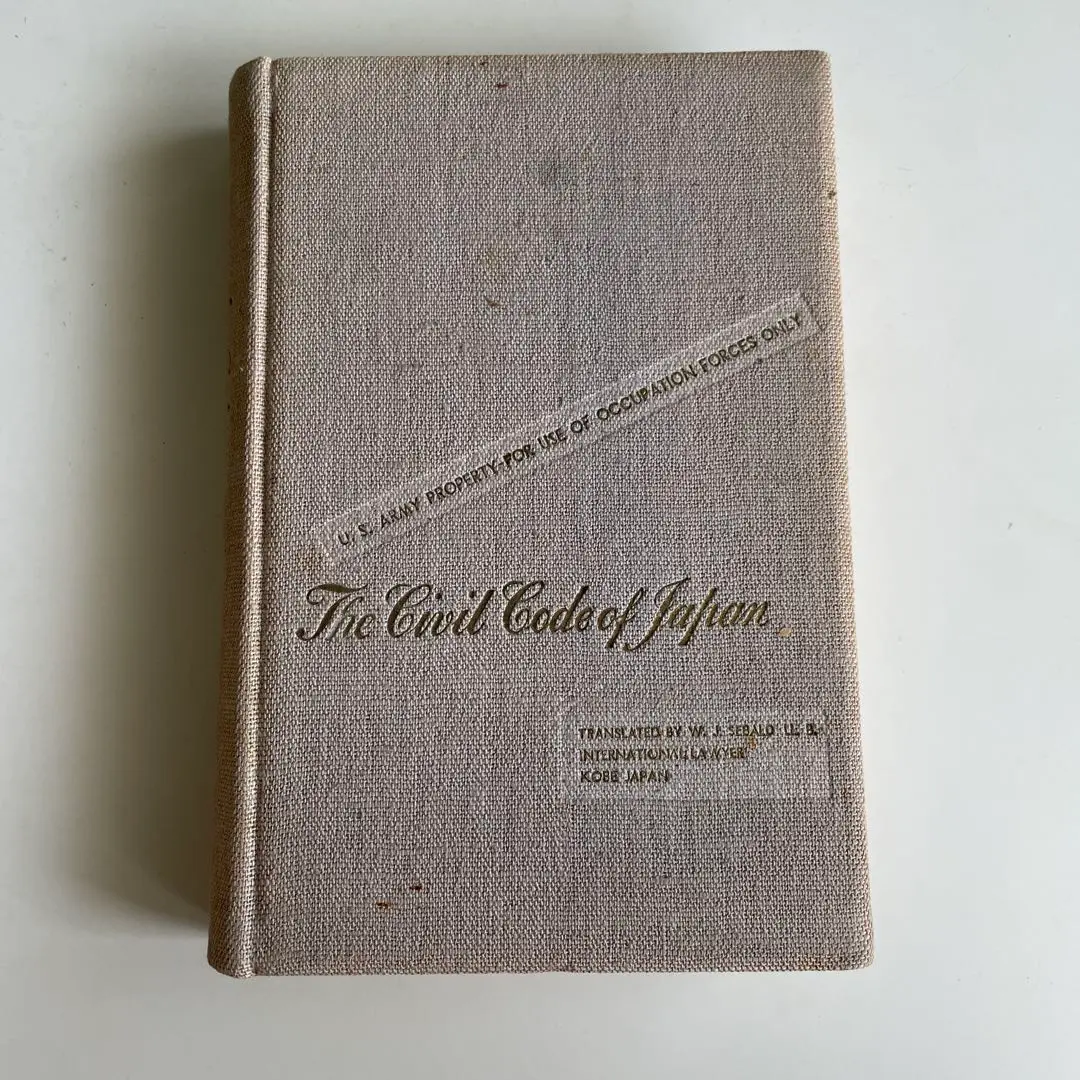 U. S. ARMY PROPERTY-FOR USE OF OCCUPATION FORCES ONLY
The Civil Code of Japan
TRANSLATED BY W. J. SEBALD LL. B.
INTERNATIONAL LAWYER
KOBE JAPAN